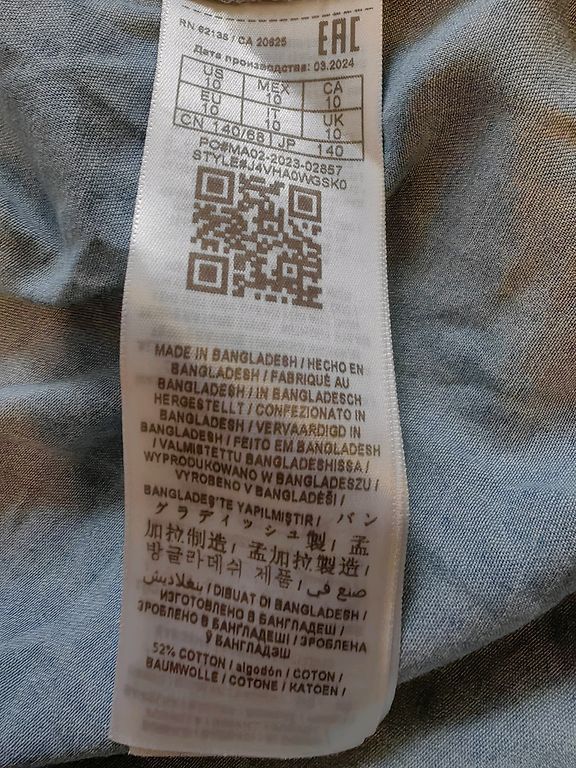 RN 62136 / CA 20625
EAC
Дата производства: 03.2024
US MEX CA
10 10 10
EU IT UK
10 10 10
CN 140/68 JP 140
PO#MA02-2023-02857
STYLE#J4VHA0WGSK0
MADE IN BANGLADESH / HECHO EN
BANGLADESH / FABRIQUÉ AU
BANGLADESH / IN BANGLADESCH
HERGESTELLT / CONFEZIONATO IN
BANGLADESH / VERVAARDIGD IN
BANGLADESH / FEITO EM BANGLADESH
/ VALMISTETTU BANGLADESHISSA /
WYPRODUKOWANO W BANGLADESZU /
VYROBENO V BANGLADÉŠI /
BANGLADEŞ'TE YAPILMIŞTIR / バン
グラディッシュ製 / 孟
加拉制造 / 孟加拉製造 /
방글라데쉬 제품 / صنع في
بنغلاديش / DIBUAT DI BANGLADESH /
ИЗГОТОВЛЕНО В БАНГЛАДЕШ /
ЗРОБЛЕНО В БАНГЛАДЕШІ / ЗРОБЛЕНА
Ў БАНГЛАДЭШ
52% COTTON / algodón / COTON /
BAUMWOLLE / COTONE / KATOEN /